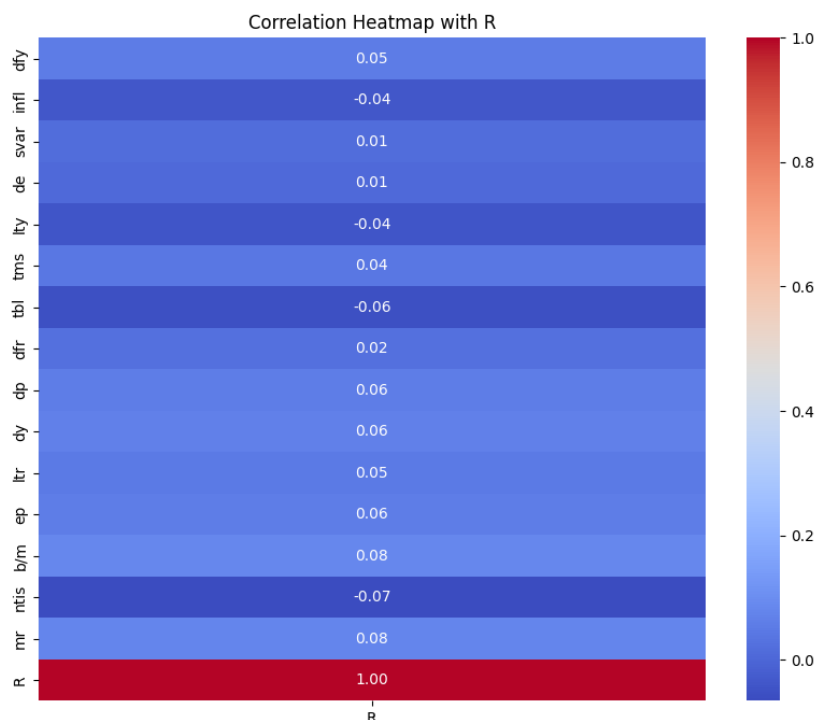 Correlation Heatmap with R
dfy 0.05
infl -0.04
svar 0.01
de 0.01
lty -0.04
tms 0.04
tbl -0.06
dfr 0.02
dp 0.06
dy 0.06
ltr 0.05
ep 0.06
b/m 0.08
ntis -0.07
mr 0.08
R 1.00
R
1.0
0.8
0.6
0.4
0.2
0.0